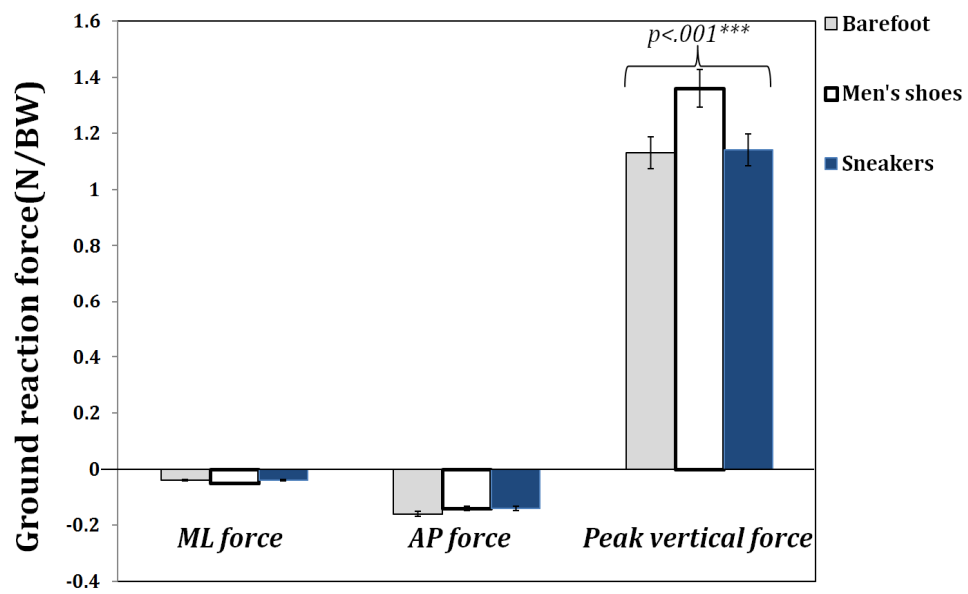 Ground reaction force(N/BW)
1.6
1.4
1.2
1
0.8
0.6
0.4
0.2
0
-0.2
-0.4
p<.001***
ML force
AP force
Peak vertical force
Barefoot
Men's shoes
Sneakers